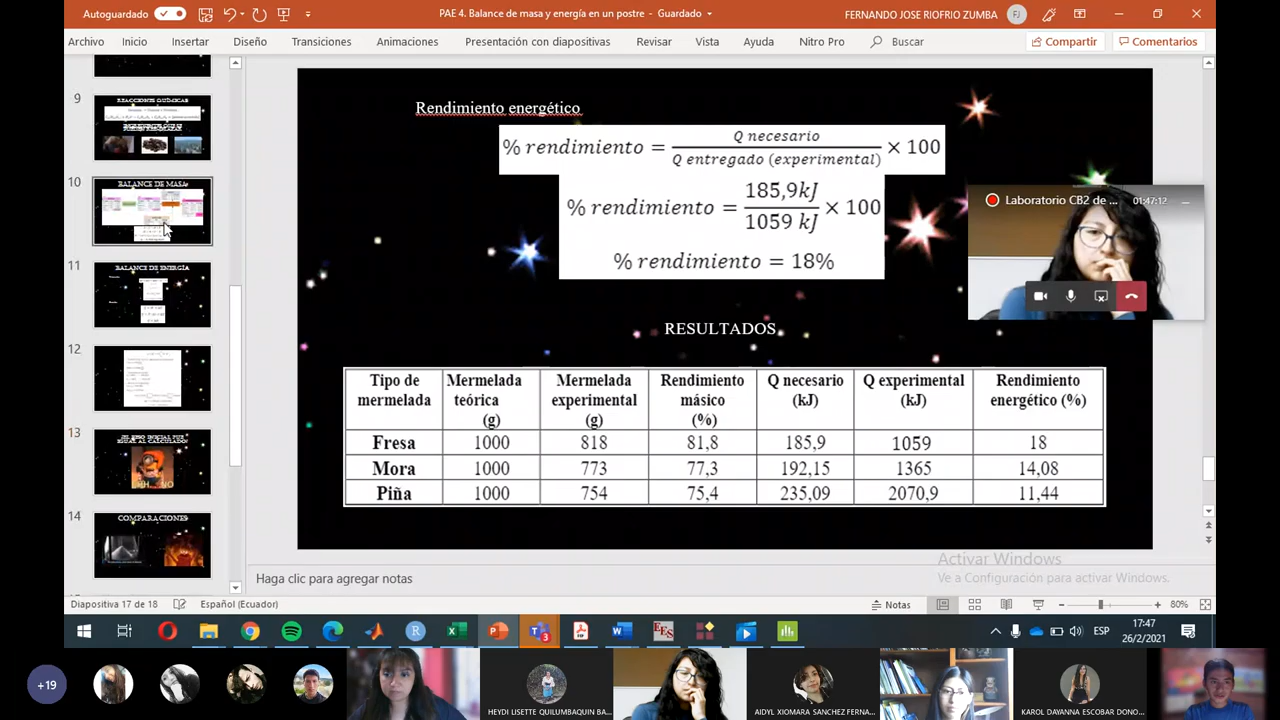 Autoguardado
PAE 4. Balance de masa y energía en un postre - Guardado
FERNANDO JOSE RIOFRIO ZUMBA
FJ
Archivo Inicio Insertar Diseño Transiciones Animaciones Presentación con diapositivas Revisar Vista Ayuda Nitro Pro Buscar Compartir Comentarios
9
REACCIONES QUÍMICAS
10
BALANCE DE MASA
11
BALANCE DE ENERGÍA
12
13
14
COMPARACIONES
Rendimiento energético
% rendimiento = Q necesario / Q entregado (experimental) × 100
% rendimiento = 185,9kJ / 1059 kJ × 100
% rendimiento = 18%
Laboratorio CB2 de ... 01:47:12
RESULTADOS
Tipo de mermelada | Mermelada teórica (g) | Mermelada experimental (g) | Rendimiento másico (%) | Q necesario (kJ) | Q experimental (kJ) | Rendimiento energético (%)
Fresa 1000 818 81,8 185,9 1059 18
Mora 1000 773 77,3 192,15 1365 14,08
Piña 1000 754 75,4 235,09 2070,9 11,44
Activar Windows
Ve a Configuración para activar Windows.
Haga clic para agregar notas
Diapositiva 17 de 18 Español (Ecuador) Notas 80%
ESP
17:47
26/2/2021
+19
HEYDI LISETTE QUILUMBAQUIN BA...
AIDYL XIOMARA SANCHEZ FERNA...
KAROL DAYANNA ESCOBAR DONO...